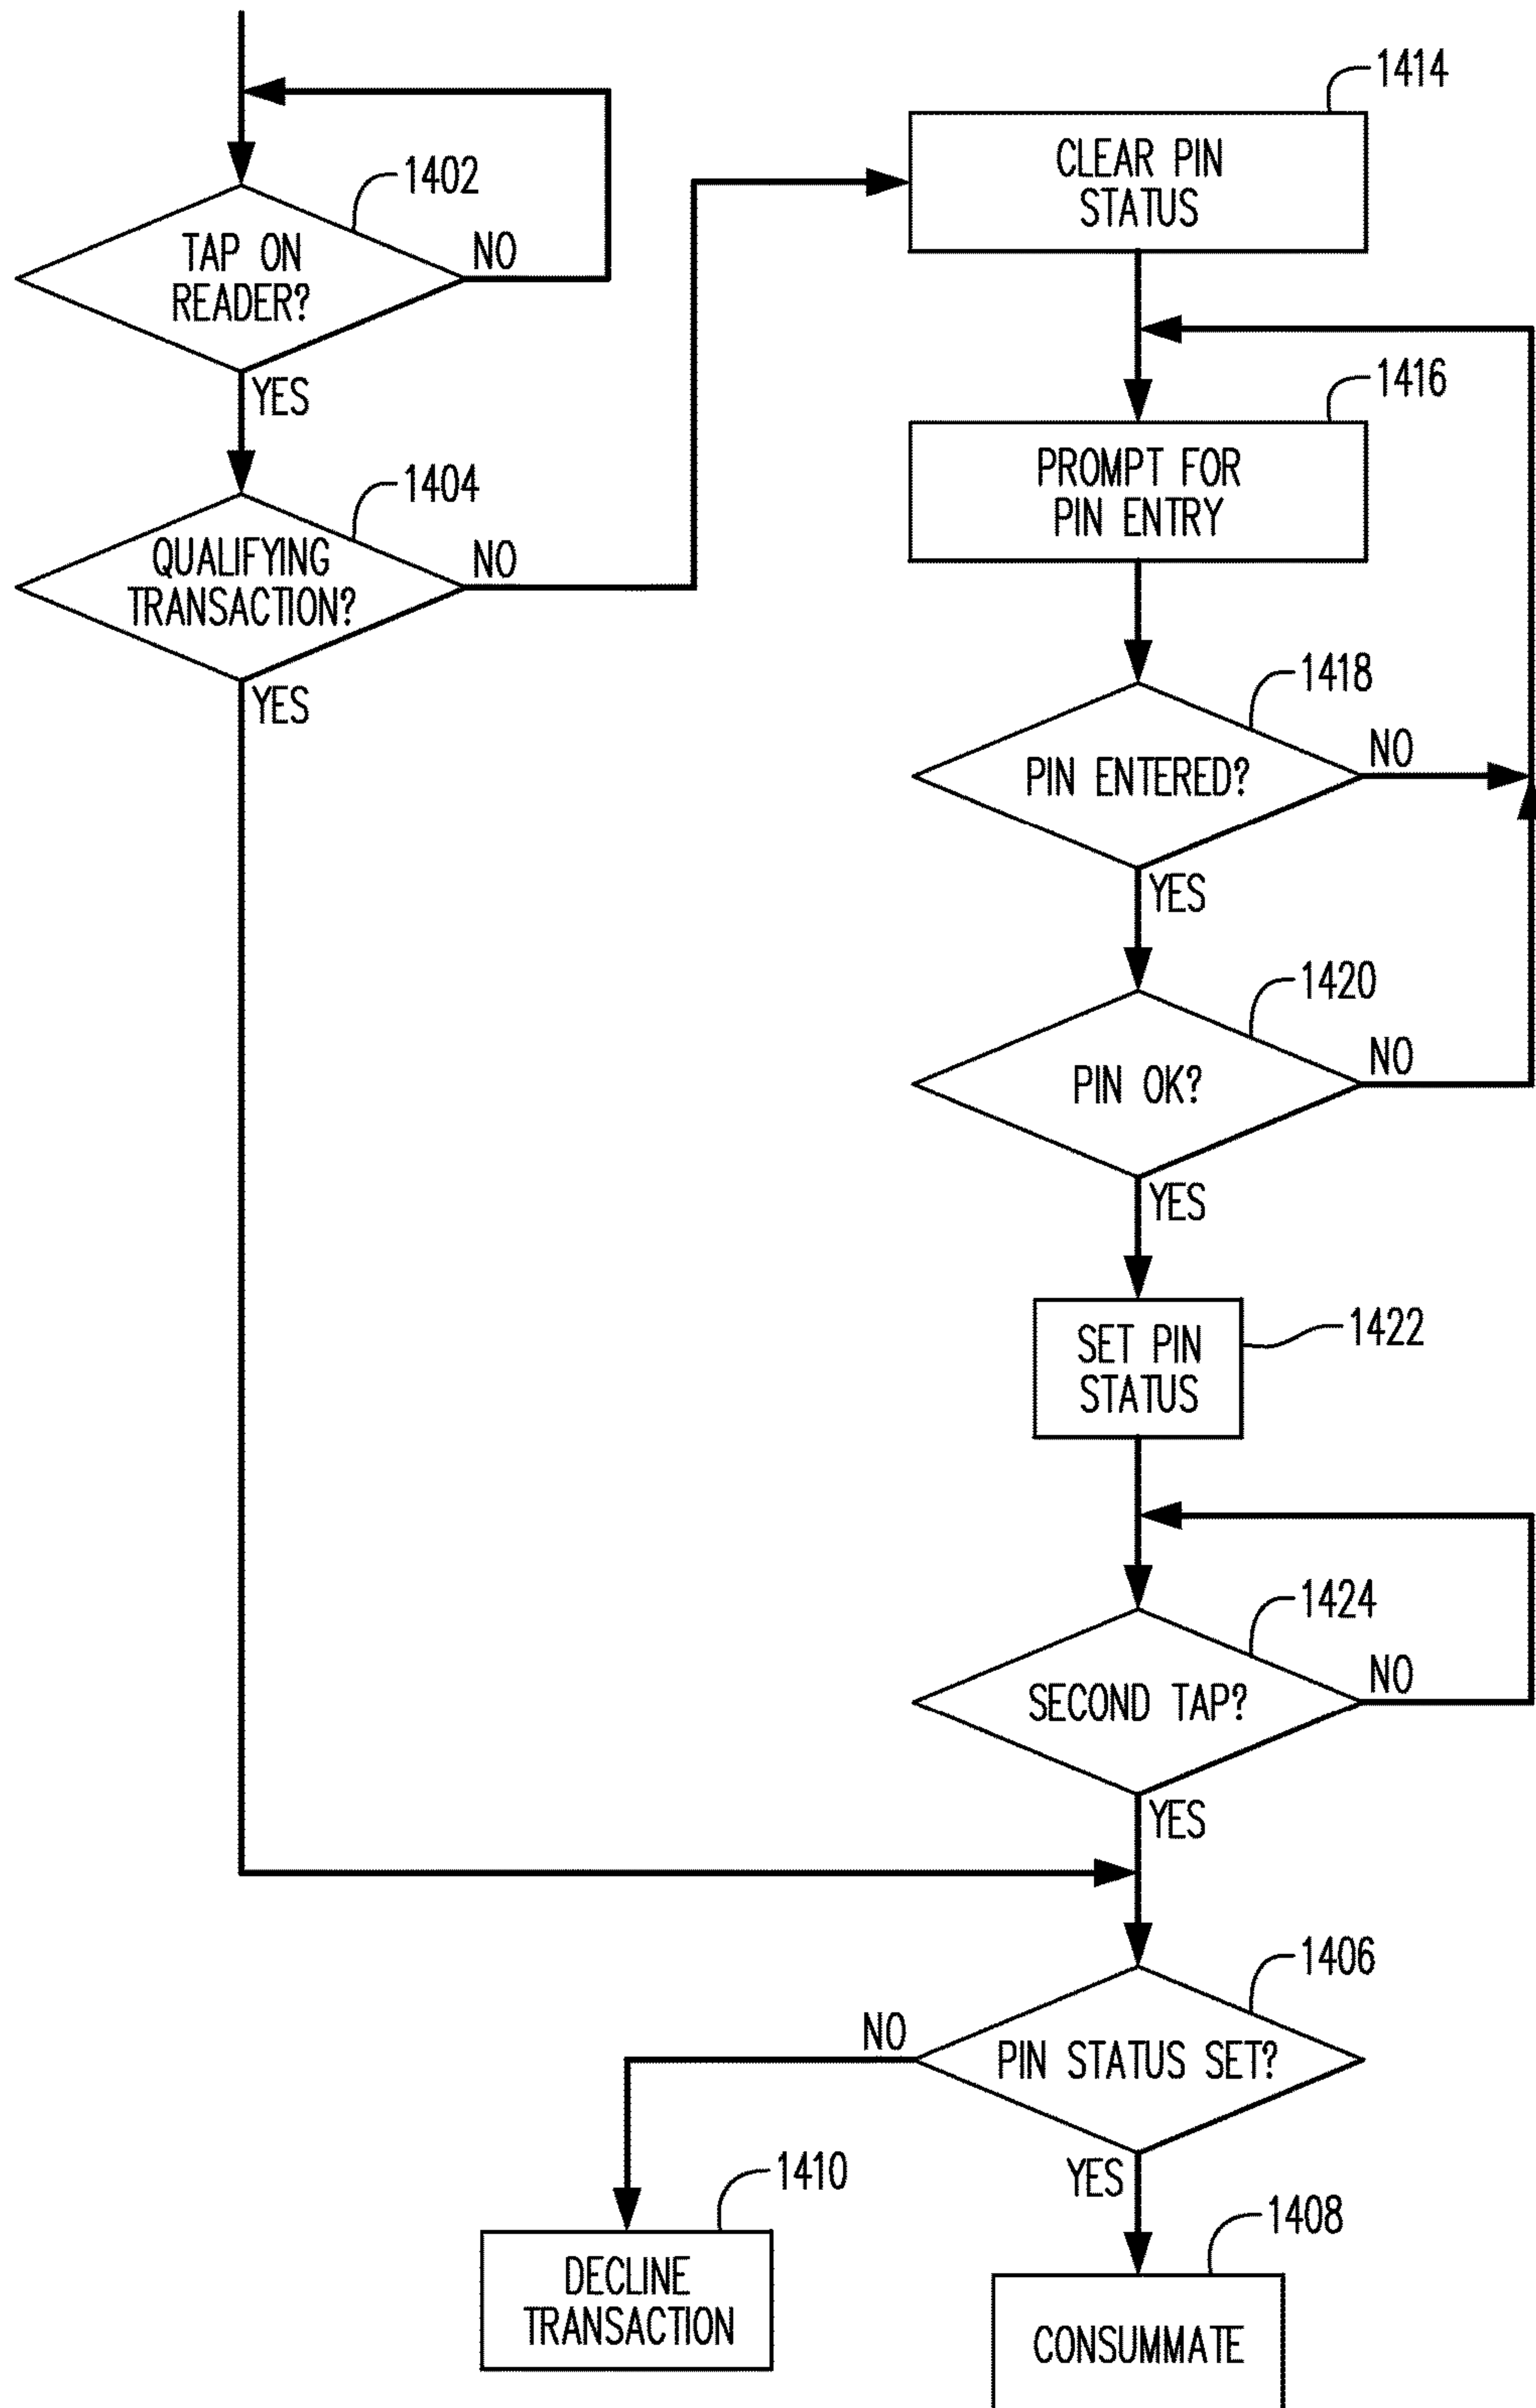 1402
TAP ON
READER?
NO
YES
1404
QUALIFYING
TRANSACTION?
NO
YES
1414
CLEAR PIN
STATUS
1416
PROMPT FOR
PIN ENTRY
1418
PIN ENTERED?
NO
YES
1420
PIN OK?
NO
YES
1422
SET PIN
STATUS
1424
SECOND TAP?
NO
YES
1406
PIN STATUS SET?
NO
YES
1410
DECLINE
TRANSACTION
1408
CONSUMMATE